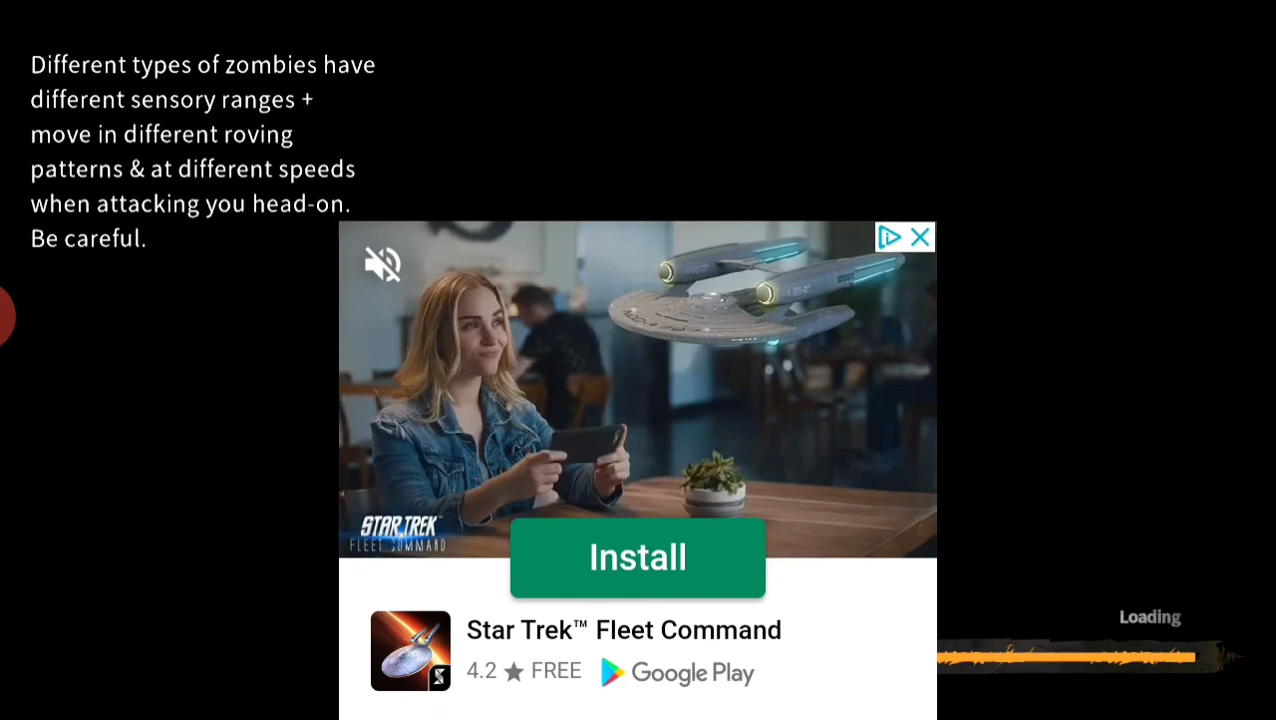 Different types of zombies have
different sensory ranges +
move in different roving
patterns & at different speeds
when attacking you head-on.
Be careful.
STAR TREK™
FLEET COMMAND
Install
Star Trek™ Fleet Command
4.2 ★ FREE Google Play
Loading